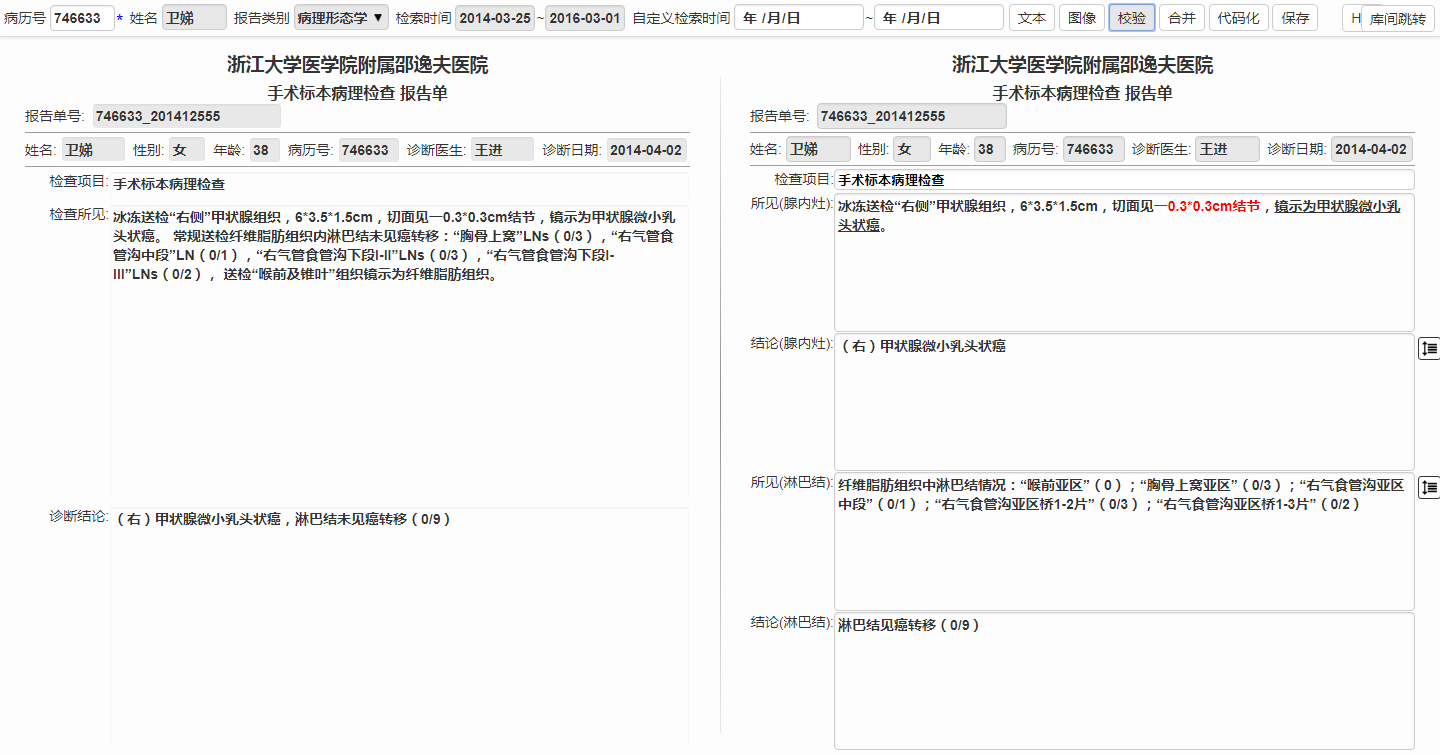 病历号 746633 * 姓名 卫娣 报告类别 病理形态学 ▼ 检索时间 2014-03-25 ~ 2016-03-01 自定义检索时间 年 /月/日 ~ 年 /月/日 文本 图像 校验 合并 代码化 保存 H 库间跳转
浙江大学医学院附属邵逸夫医院
手术标本病理检查 报告单
报告单号: 746633_201412555
姓名: 卫娣 性别: 女 年龄: 38 病历号: 746633 诊断医生: 王进 诊断日期: 2014-04-02
检查项目: 手术标本病理检查
检查所见: 冰冻送检“右侧”甲状腺组织，6*3.5*1.5cm，切面见一0.3*0.3cm结节，镜示为甲状腺微小乳
头状癌。 常规送检纤维脂肪组织内淋巴结未见癌转移：“胸骨上窝”LNs（0/3），“右气管食
管沟中段”LN（0/1），“右气管食管沟下段I-II”LNs（0/3），“右气管食管沟下段I-
III”LNs（0/2）， 送检“喉前及锥叶”组织镜示为纤维脂肪组织。
诊断结论: （右）甲状腺微小乳头状癌，淋巴结未见癌转移（0/9）
浙江大学医学院附属邵逸夫医院
手术标本病理检查 报告单
报告单号: 746633_201412555
姓名: 卫娣 性别: 女 年龄: 38 病历号: 746633 诊断医生: 王进 诊断日期: 2014-04-02
检查项目: 手术标本病理检查
所见(腺内灶): 冰冻送检“右侧”甲状腺组织，6*3.5*1.5cm，切面见一0.3*0.3cm结节，镜示为甲状腺微小乳
头状癌。
结论(腺内灶): （右）甲状腺微小乳头状癌
所见(淋巴结): 纤维脂肪组织中淋巴结情况：“喉前亚区”（0）；“胸骨上窝亚区”（0/3）；“右气食管沟亚区
中段”（0/1）；“右气食管沟亚区桥1-2片”（0/3）；“右气食管沟亚区桥1-3片”（0/2）
结论(淋巴结): 淋巴结见癌转移（0/9）